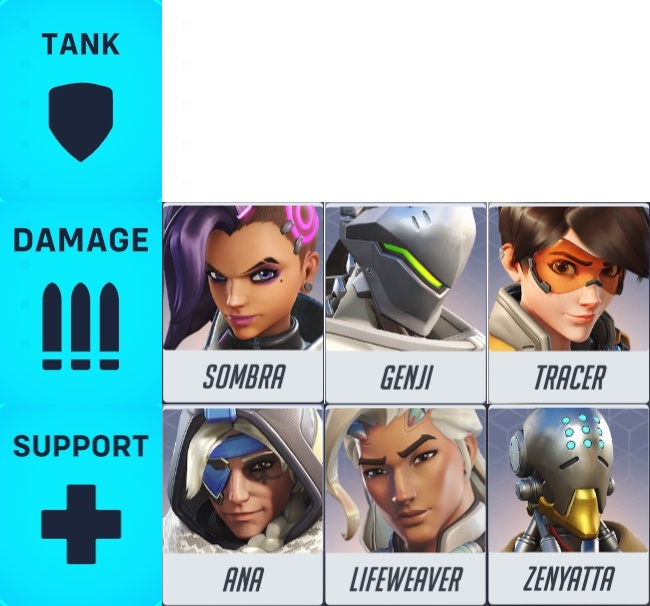 TANK
DAMAGE
SOMBRA
GENJI
TRACER
SUPPORT
ANA
LIFEWEAVER
ZENYATTA